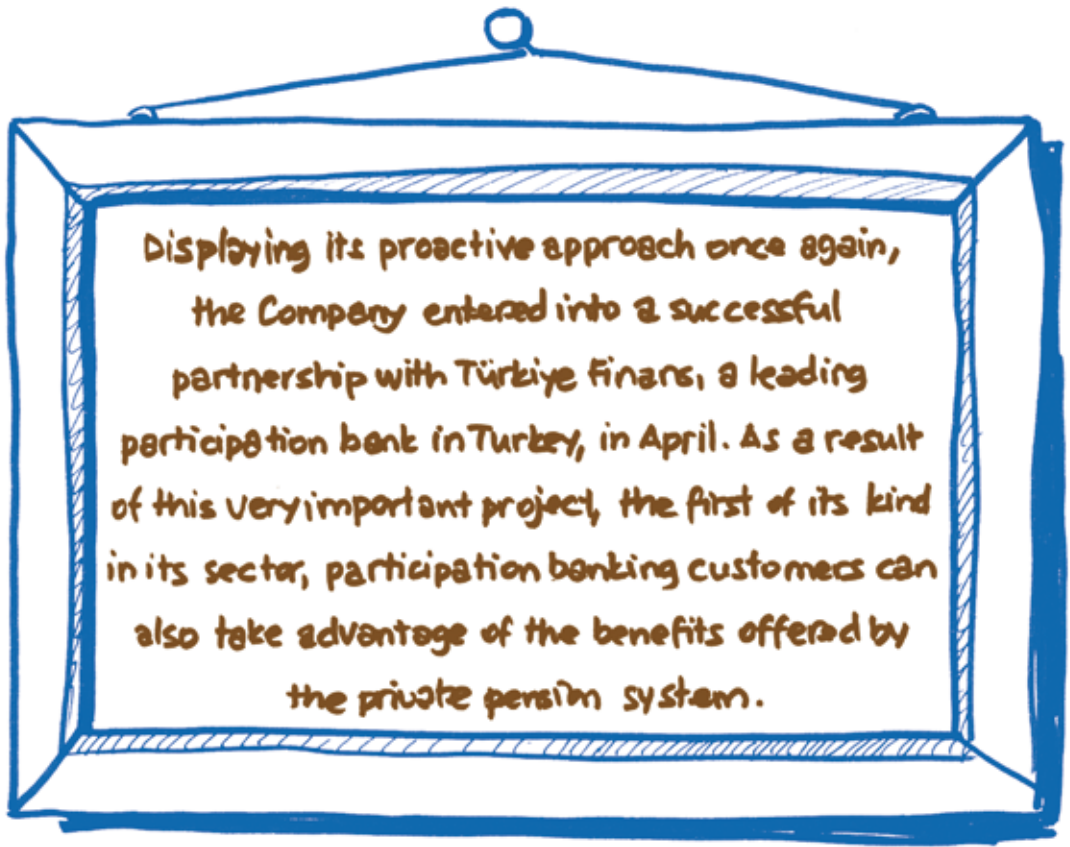 Displaying its proactive approach once again,
the Company entered into a successful
partnership with Türkiye Finans, a leading
participation bank in Turkey, in April. As a result
of this very important project, the first of its kind
in its sector, participation banking customers can
also take advantage of the benefits offered by
the private pension system.